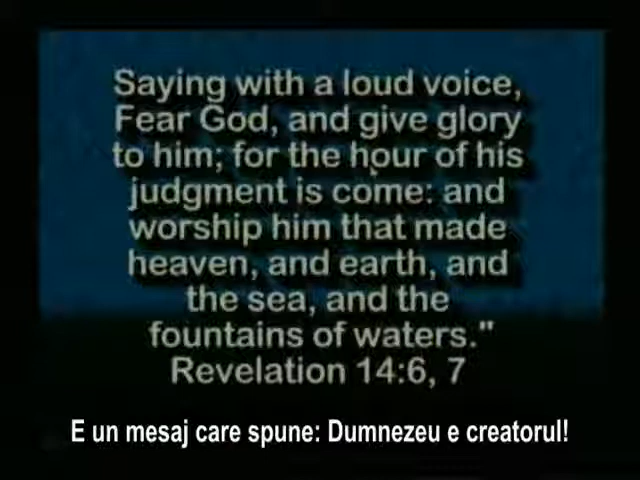 Saying with a loud voice,
Fear God, and give glory
to him; for the hour of his
judgment is come: and
worship him that made
heaven, and earth, and
the sea, and the
fountains of waters."
Revelation 14:6, 7
E un mesaj care spune: Dumnezeu e creatorul!